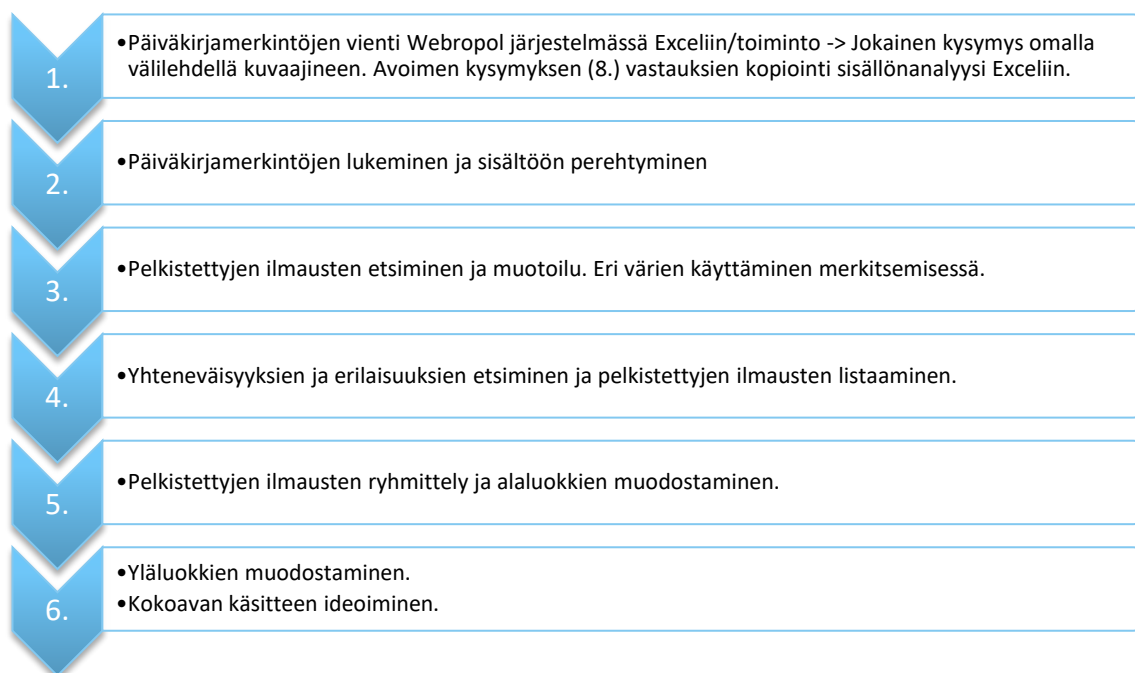 1.
•Päiväkirjamerkintöjen vienti Webropol järjestelmässä Exceliin/toiminto -> Jokainen kysymys omalla
välilehdellä kuvaajineen. Avoimen kysymyksen (8.) vastauksien kopiointi sisällönanalyysi Exceliin.
2.
•Päiväkirjamerkintöjen lukeminen ja sisältöön perehtyminen
3.
•Pelkistettyjen ilmausten etsiminen ja muotoilu. Eri värien käyttäminen merkitsemisessä.
4.
•Yhteneväisyyksien ja erilaisuuksien etsiminen ja pelkistettyjen ilmausten listaaminen.
5.
•Pelkistettyjen ilmausten ryhmittely ja alaluokkien muodostaminen.
6.
•Yläluokkien muodostaminen.
•Kokoavan käsitteen ideoiminen.